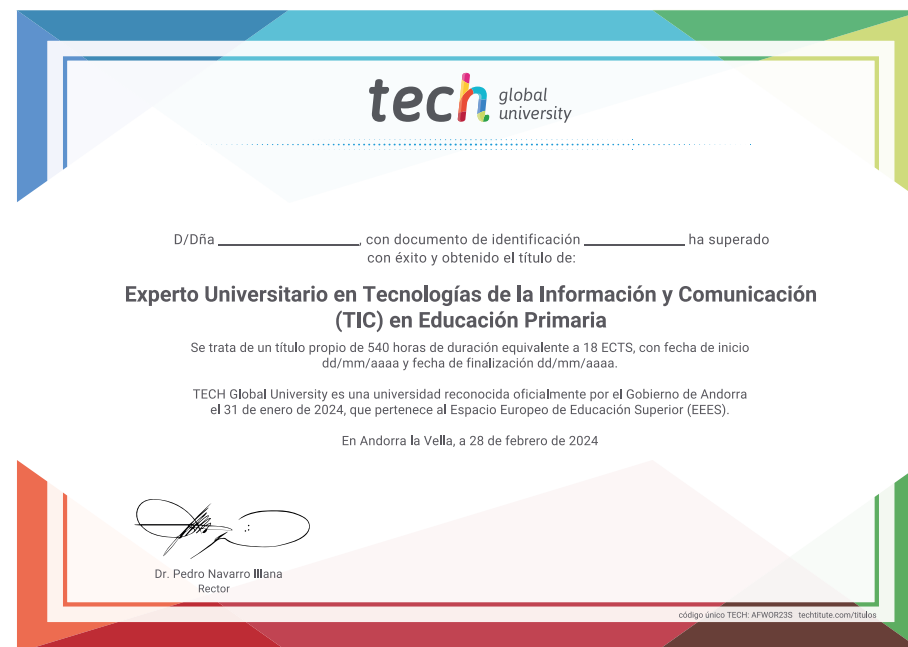 tech global university
D/Dña ____________________, con documento de identificación ______________ ha superado
con éxito y obtenido el título de:
Experto Universitario en Tecnologías de la Información y Comunicación
(TIC) en Educación Primaria
Se trata de un título propio de 540 horas de duración equivalente a 18 ECTS, con fecha de inicio
dd/mm/aaaa y fecha de finalización dd/mm/aaaa.
TECH Global University es una universidad reconocida oficialmente por el Gobierno de Andorra
el 31 de enero de 2024, que pertenece al Espacio Europeo de Educación Superior (EEES).
En Andorra la Vella, a 28 de febrero de 2024
Dr. Pedro Navarro Illana
Rector
código único TECH: AFWOR23S techtitute.com/titulos